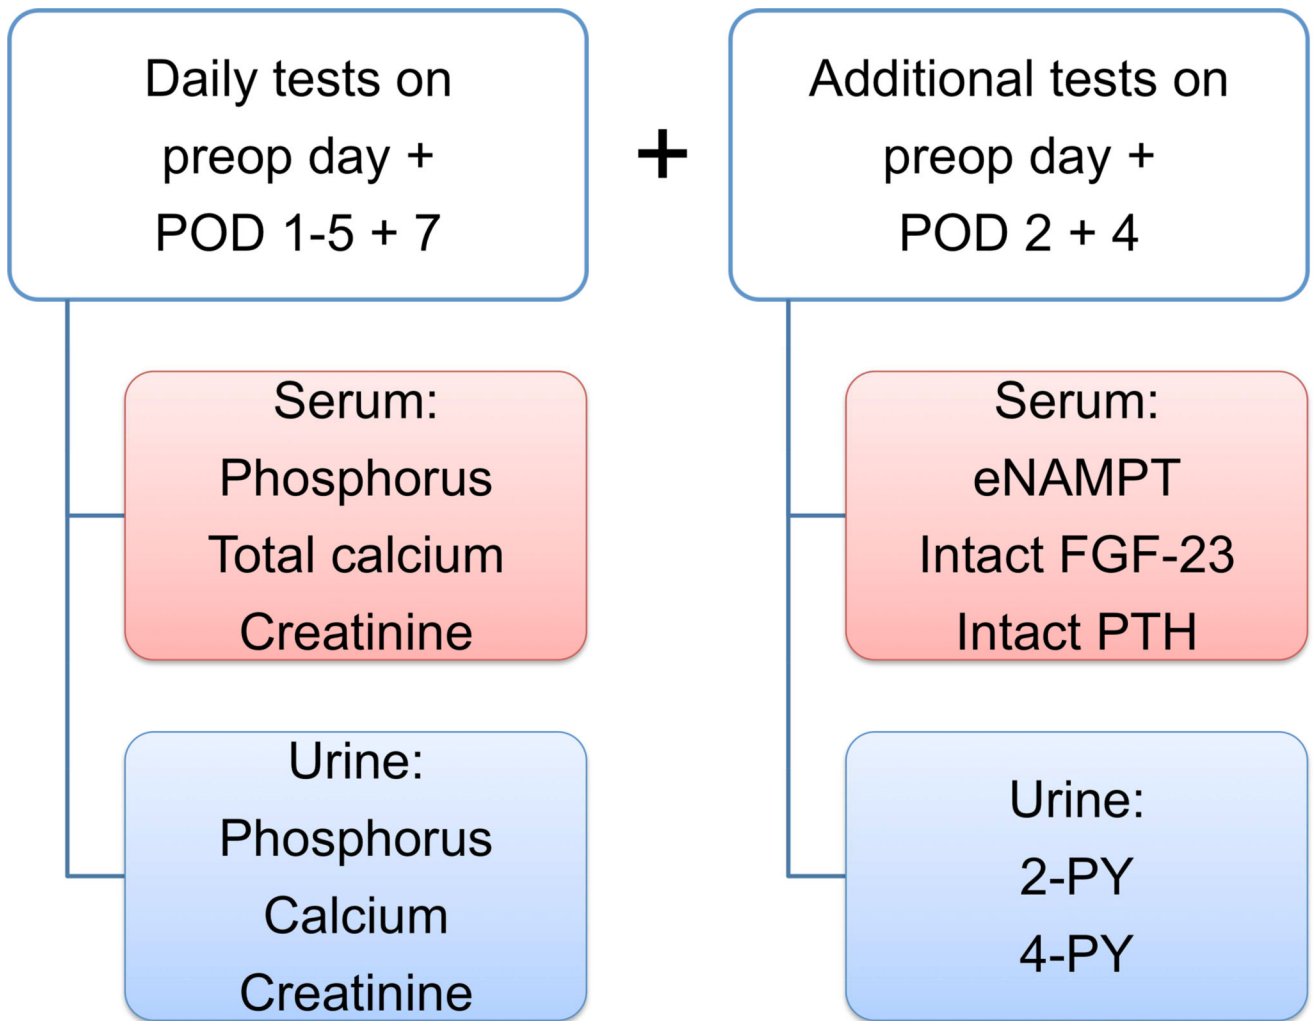 Daily tests on
preop day +
POD 1-5 + 7
+
Additional tests on
preop day +
POD 2 + 4
Serum:
Phosphorus
Total calcium
Creatinine
Urine:
Phosphorus
Calcium
Creatinine
Serum:
eNAMPT
Intact FGF-23
Intact PTH
Urine:
2-PY
4-PY